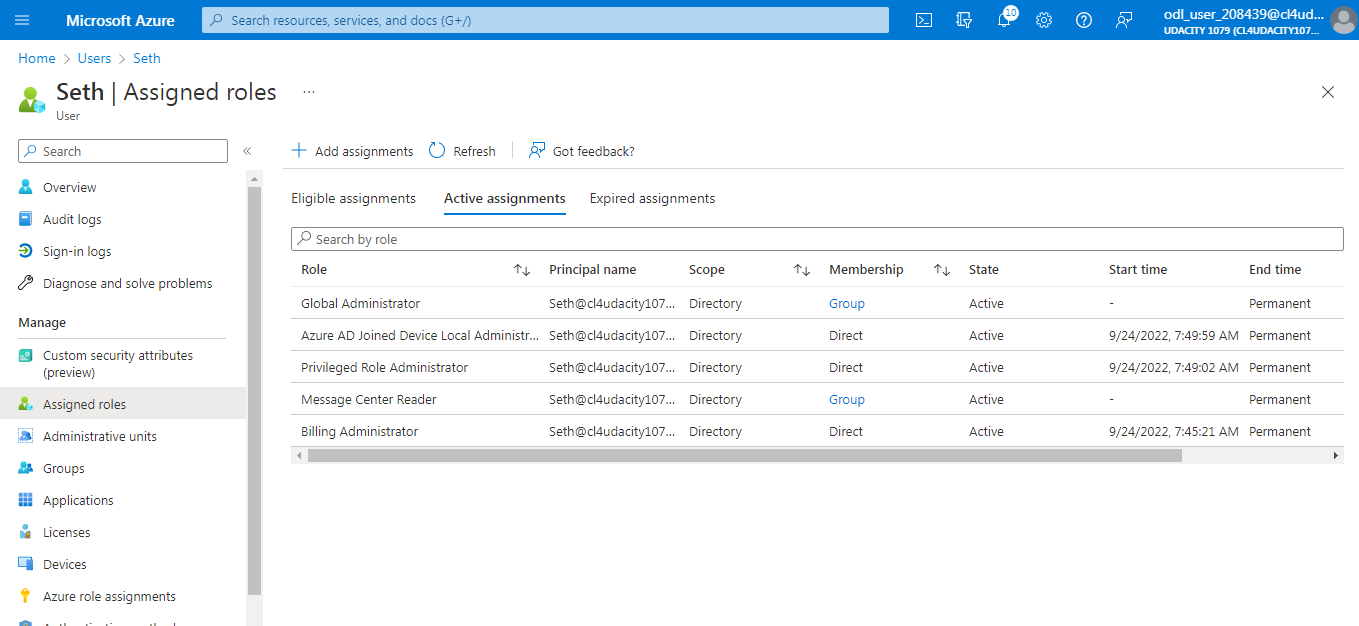 Microsoft Azure
Search resources, services, and docs (G+/)
10
odl_user_208439@cl4ud...
UDACITY 1079 (CL4UDACITY107...
Home > Users > Seth
Seth | Assigned roles ...
User
Search «
Overview
Audit logs
Sign-in logs
Diagnose and solve problems
Manage
Custom security attributes
(preview)
Assigned roles
Administrative units
Groups
Applications
Licenses
Devices
Azure role assignments
Add assignments Refresh Got feedback?
Eligible assignments Active assignments Expired assignments
Search by role
Role Principal name Scope Membership State Start time End time
Global Administrator Seth@cl4udacity107... Directory Group Active - Permanent
Azure AD Joined Device Local Administr... Seth@cl4udacity107... Directory Direct Active 9/24/2022, 7:49:59 AM Permanent
Privileged Role Administrator Seth@cl4udacity107... Directory Direct Active 9/24/2022, 7:49:02 AM Permanent
Message Center Reader Seth@cl4udacity107... Directory Group Active - Permanent
Billing Administrator Seth@cl4udacity107... Directory Direct Active 9/24/2022, 7:45:21 AM Permanent